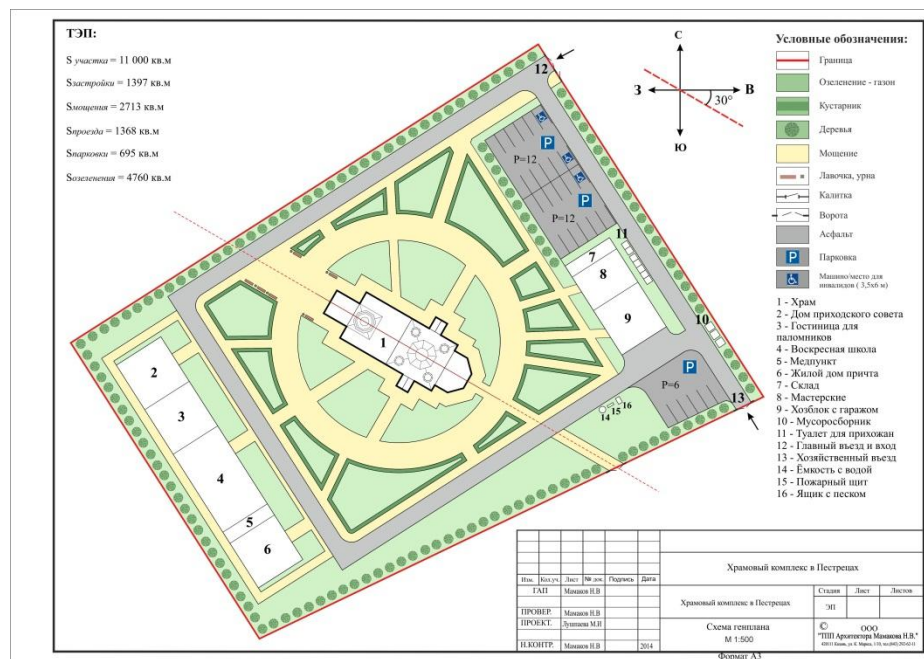 ТЭП:
S участка = 11 000 кв.м
Sзастройки = 1397 кв.м
Sмощения = 2713 кв.м
Sпроезда = 1368 кв.м
Sпарковки = 695 кв.м
Sозеленения = 4760 кв.м
С
З
В
30°
Ю
12
P=12
P
P
P=12
11
7
8
9
10
P
P=6
13
14
15
16
1
2
3
4
5
6
Условные обозначения:
Граница
Озеленение - газон
Кустарник
Деревья
Мощение
Лавочка, урна
Калитка
Ворота
Асфальт
P
Парковка
Машино/место для
инвалидов ( 3,5х6 м)
1 - Храм
2 - Дом приходского совета
3 - Гостиница для
паломников
4 - Воскресная школа
5 - Медпункт
6 - Жилой дом причта
7 - Склад
8 - Мастерские
9 - Хозблок с гаражом
10 - Мусоросборник
11 - Туалет для прихожан
12 - Главный въезд и вход
13 - Хозяйственный въезд
14 - Ёмкость с водой
15 - Пожарный щит
16 - Ящик с песком
Изм. Кол.уч. Лист № док. Подпись Дата
ГАП Мамаков Н.В
ПРОВЕР. Мамаков Н.В
ПРОЕКТ.
Н.КОНТР. Мамаков Н.В 2014
Храмовый комплекс в Пестрецах
Храмовый комплекс в Пестрецах
Стадия Лист Листов
ЭП
Схема генплана
М 1:500
© ООО
"ТПП Архитектора Мамакова Н.В."
Формат А3